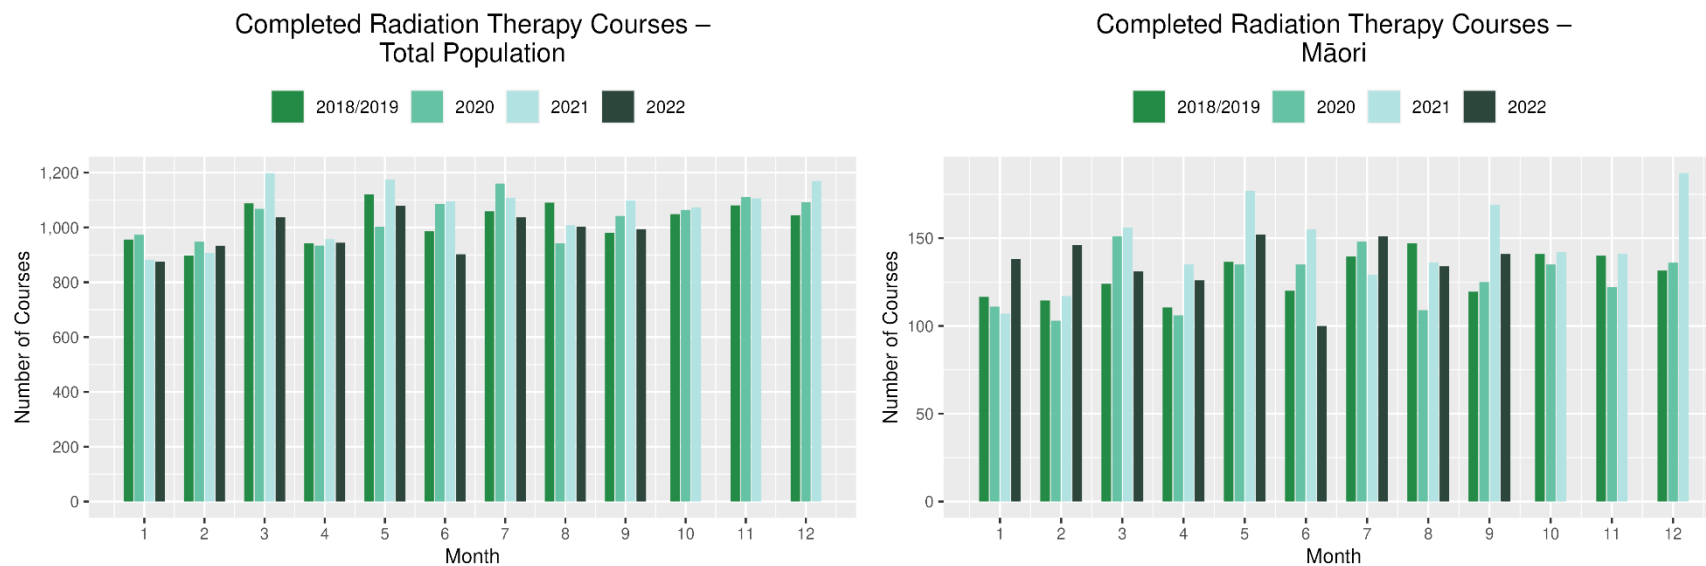 Completed Radiation Therapy Courses –
Total Population
2018/2019 2020 2021 2022
Number of Courses
1,200
1,000
800
600
400
200
0
1 2 3 4 5 6 7 8 9 10 11 12
Month
Completed Radiation Therapy Courses –
Māori
2018/2019 2020 2021 2022
Number of Courses
150
100
50
0
1 2 3 4 5 6 7 8 9 10 11 12
Month